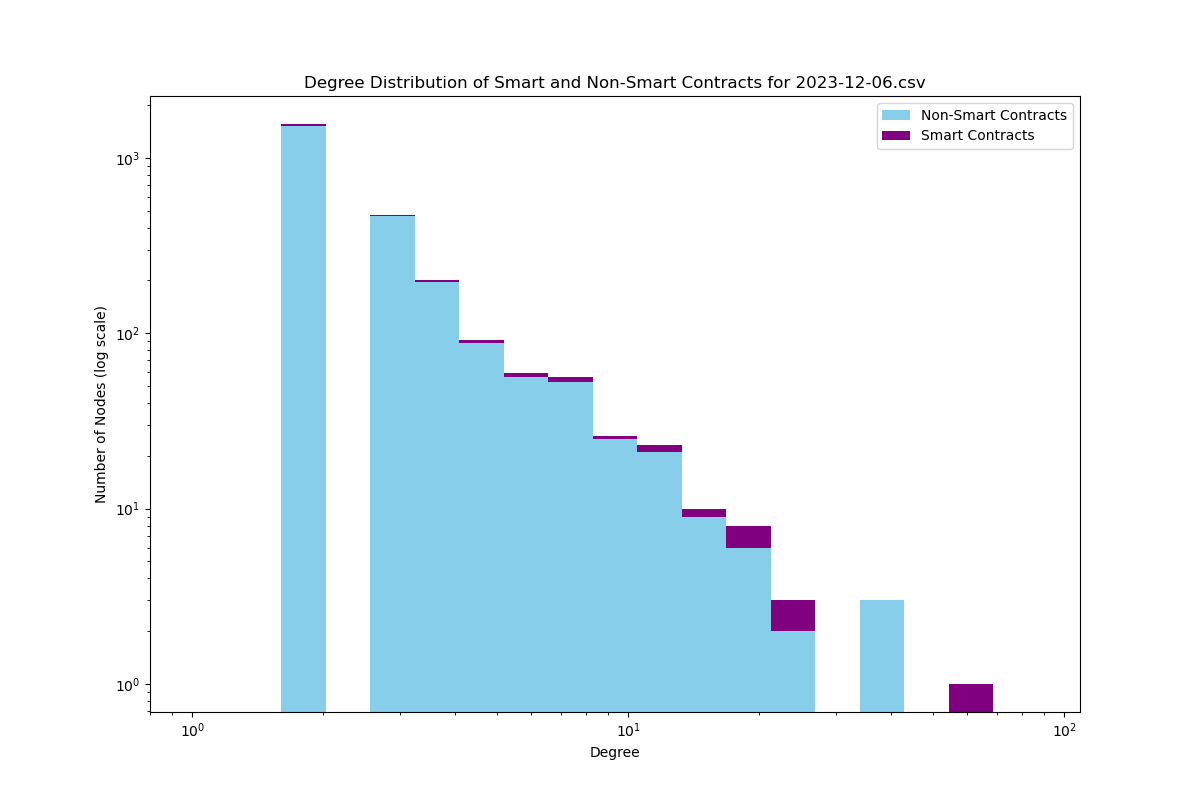 Degree Distribution of Smart and Non-Smart Contracts for 2023-12-06.csv
Non-Smart Contracts
Smart Contracts
10³
10²
10¹
10⁰
Number of Nodes (log scale)
10⁰ 10¹ 10²
Degree